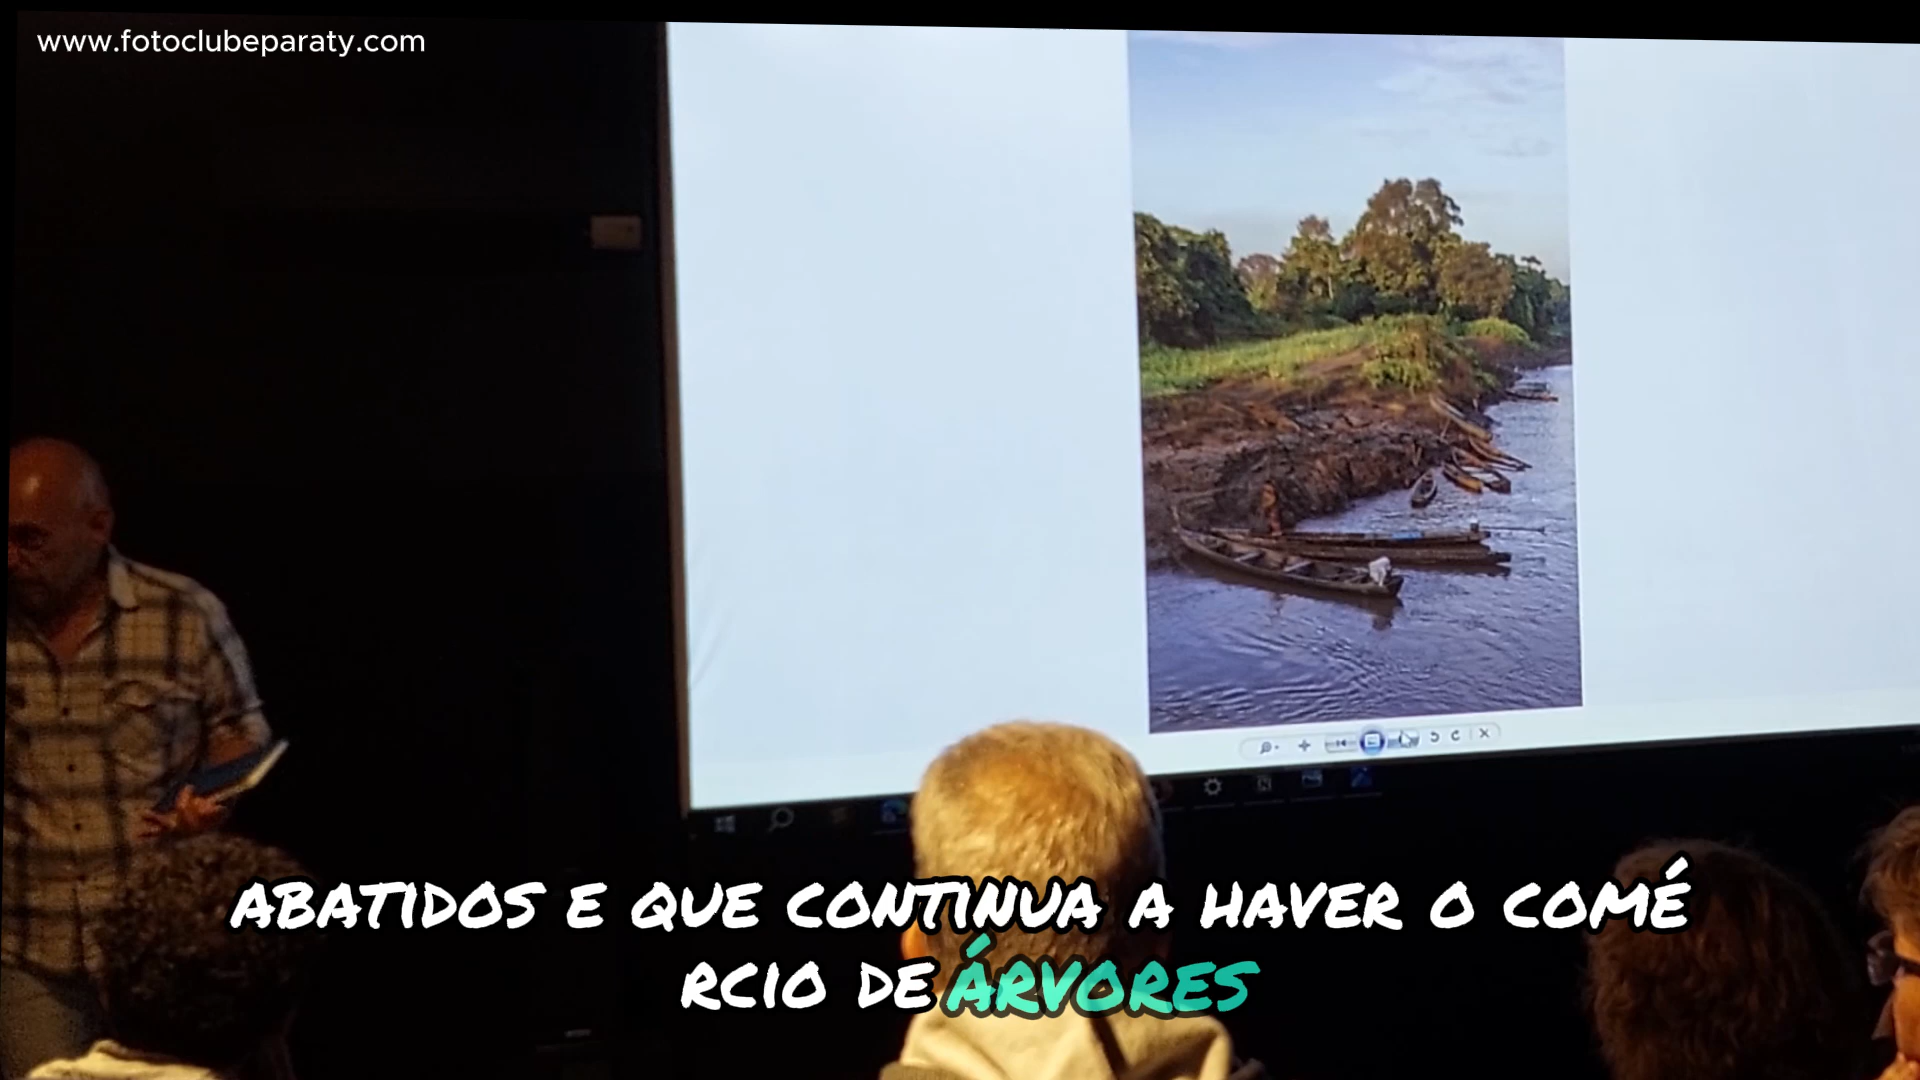 www.fotoclubeparaty.com
ABATIDOS E QUE CONTINUA A HAVER O COMÉ
RCIO DE ÁRVORES